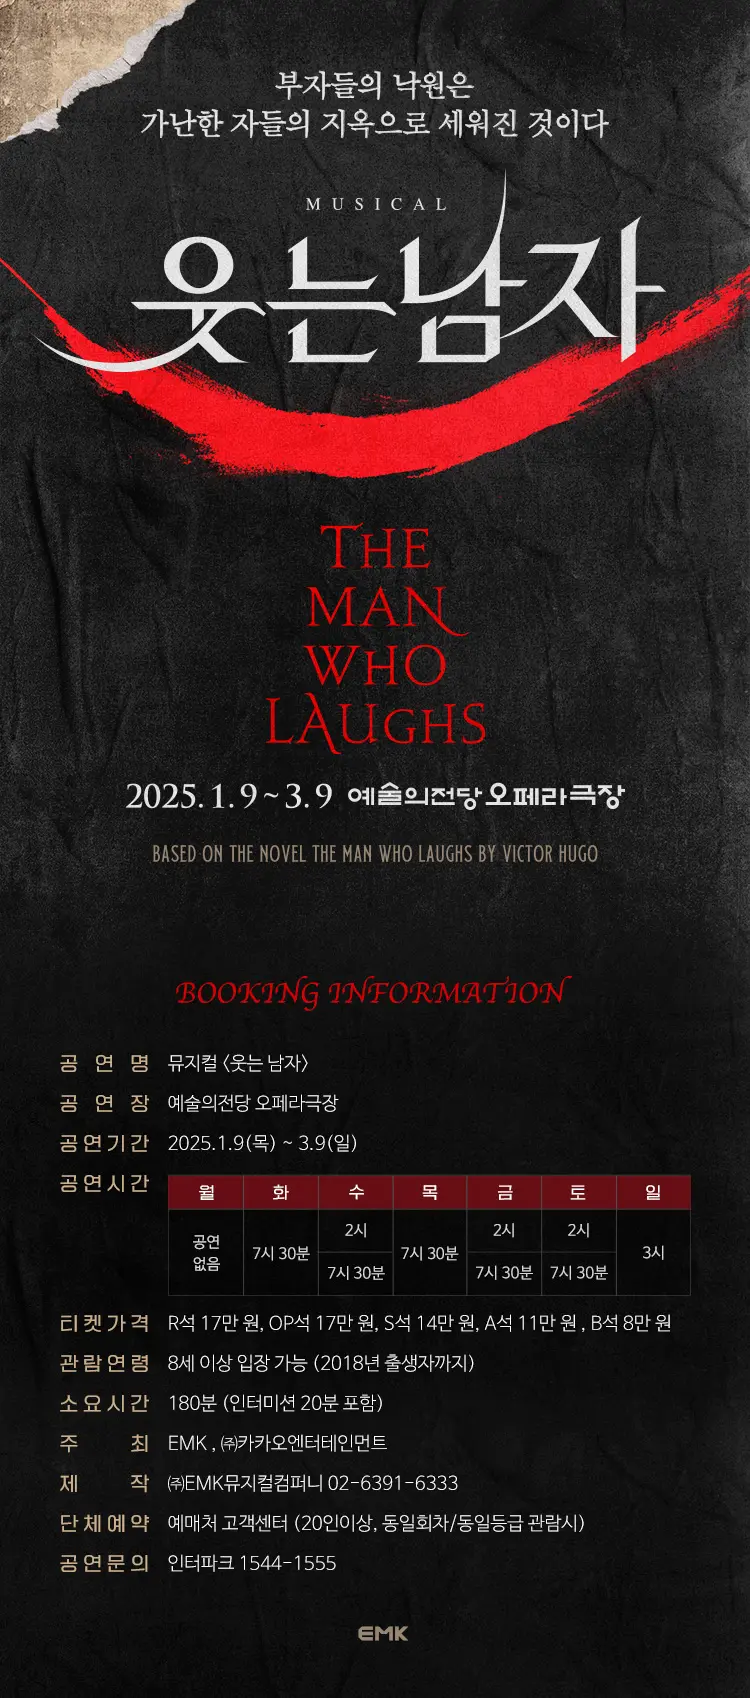 부자들의 낙원은
가난한 자들의 지옥으로 세워진 것이다
MUSICAL
웃는남자
THE
MAN
WHO
LAUGHS
2025. 1. 9 ~ 3. 9 예술의전당 오페라극장
BASED ON THE NOVEL THE MAN WHO LAUGHS BY VICTOR HUGO
BOOKING INFORMATION
공 연 명 뮤지컬 <웃는 남자>
공 연 장 예술의전당 오페라극장
공연기간 2025.1.9(목) ~ 3.9(일)
공연시간
월 화 수 목 금 토 일
공연 없음 7시 30분 2시 7시 30분 7시 30분 2시 7시 30분 2시 7시 30분 3시
티켓가격 R석 17만 원, OP석 17만 원, S석 14만 원, A석 11만 원 , B석 8만 원
관람연령 8세 이상 입장 가능 (2018년 출생자까지)
소요시간 180분 (인터미션 20분 포함)
주 최 EMK , ㈜카카오엔터테인먼트
제 작 ㈜EMK뮤지컬컴퍼니 02-6391-6333
단체예약 예매처 고객센터 (20인이상, 동일회차/동일등급 관람시)
공연문의 인터파크 1544-1555
EMK